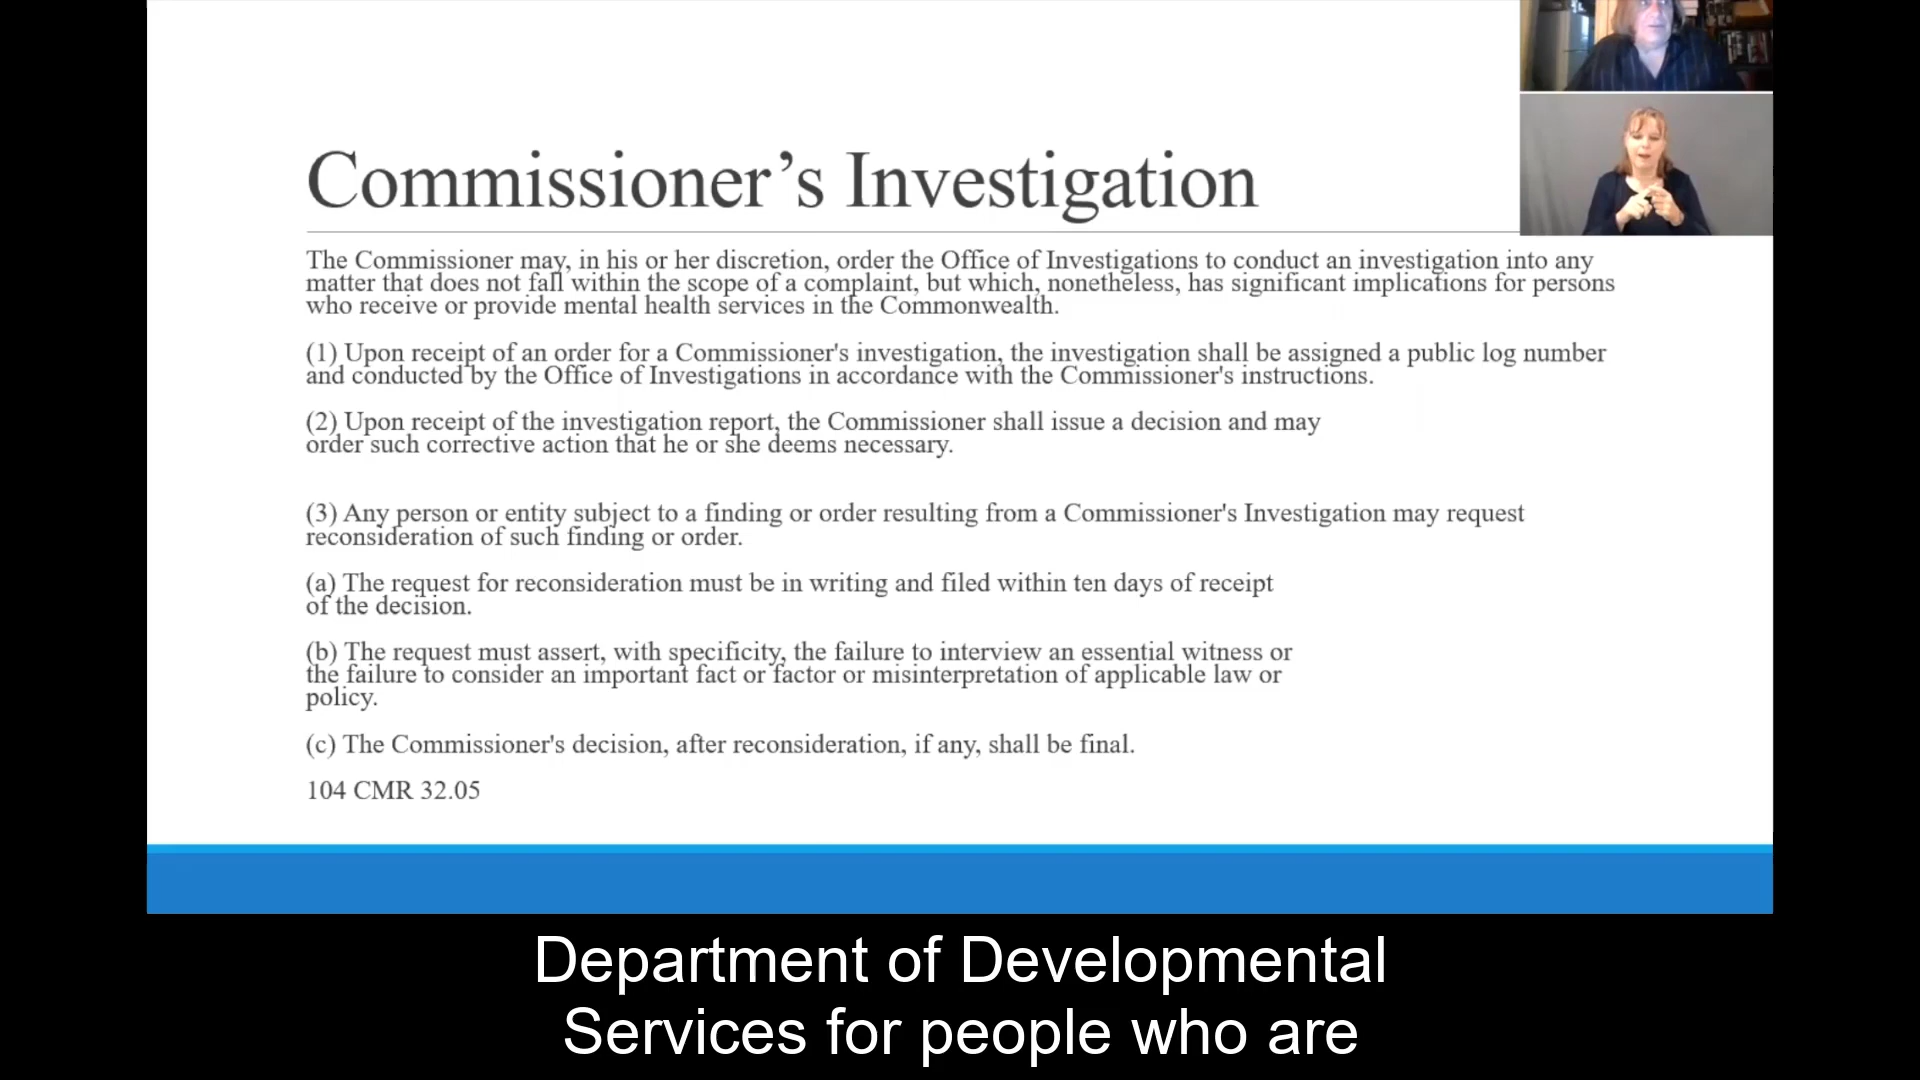 Commissioner’s Investigation
The Commissioner may, in his or her discretion, order the Office of Investigations to conduct an investigation into any
matter that does not fall within the scope of a complaint, but which, nonetheless, has significant implications for persons
who receive or provide mental health services in the Commonwealth.
(1) Upon receipt of an order for a Commissioner's investigation, the investigation shall be assigned a public log number
and conducted by the Office of Investigations in accordance with the Commissioner's instructions.
(2) Upon receipt of the investigation report, the Commissioner shall issue a decision and may
order such corrective action that he or she deems necessary.
(3) Any person or entity subject to a finding or order resulting from a Commissioner's Investigation may request
reconsideration of such finding or order.
(a) The request for reconsideration must be in writing and filed within ten days of receipt
of the decision.
(b) The request must assert, with specificity, the failure to interview an essential witness or
the failure to consider an important fact or factor or misinterpretation of applicable law or
policy.
(c) The Commissioner's decision, after reconsideration, if any, shall be final.
104 CMR 32.05
Department of Developmental
Services for people who are